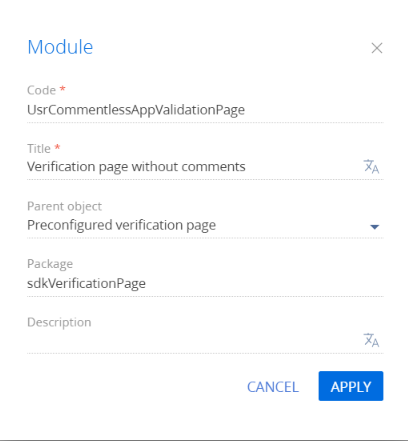 Module
Code *
UsrCommentlessAppValidationPage
Title *
Verification page without comments
Parent object
Preconfigured verification page
Package
sdkVerificationPage
Description
CANCEL APPLY